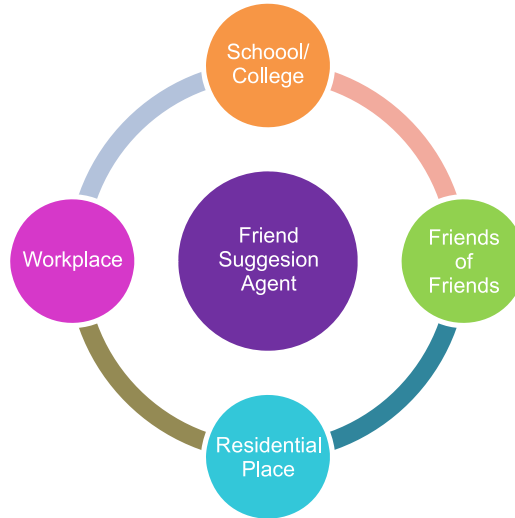 Schoool/
College
Workplace
Friend
Suggesion
Agent
Friends
of
Friends
Residential
Place